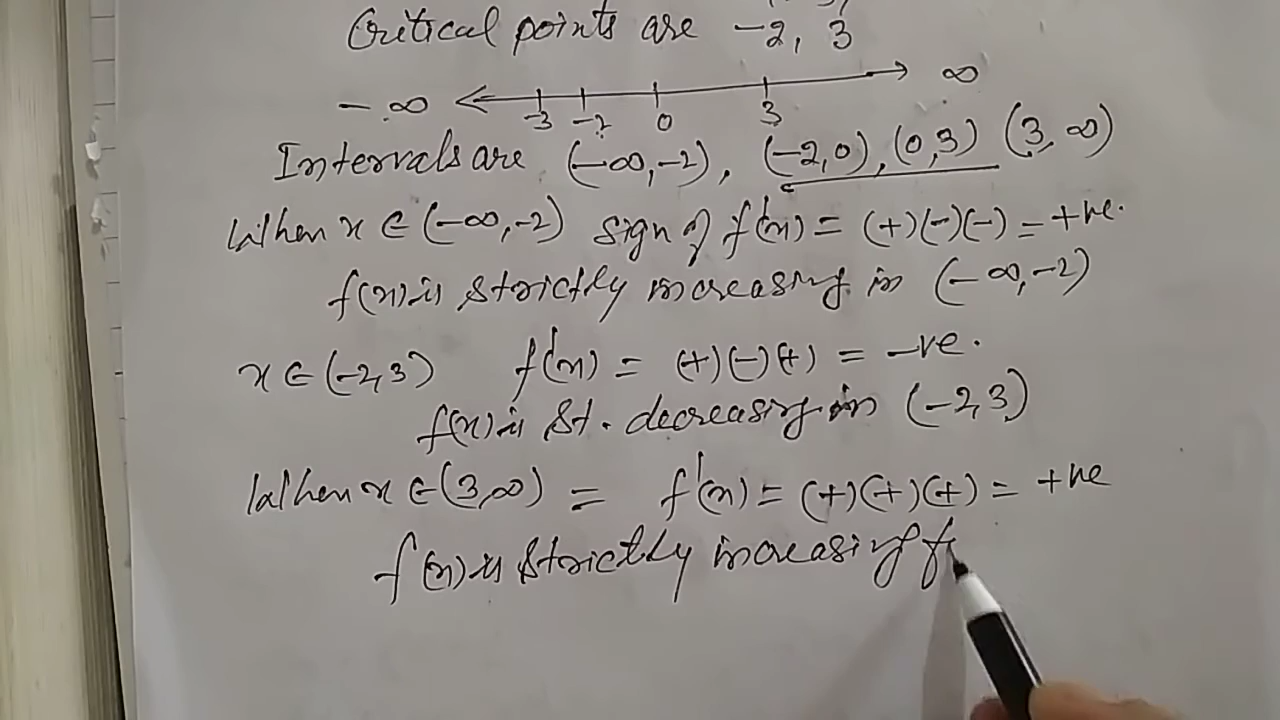 Critical points are -2, 3
-∞ -3 -2 0 3 ∞
Intervals are (-∞,-2), (-2,0),(0,3) (3,∞)
When x ∈ (-∞,-2) sign of f'(x) = (+)(-)(-) = +ve.
f(x) is strictly increasing in (-∞,-2)
x ∈ (-2,3) f'(x) = (+)(-)(+) = -ve.
f(x) is st. decreasing in (-2,3)
When x ∈ (3,∞) = f'(x) = (+)(+)(+) = +ve
f(x) is strictly increasing